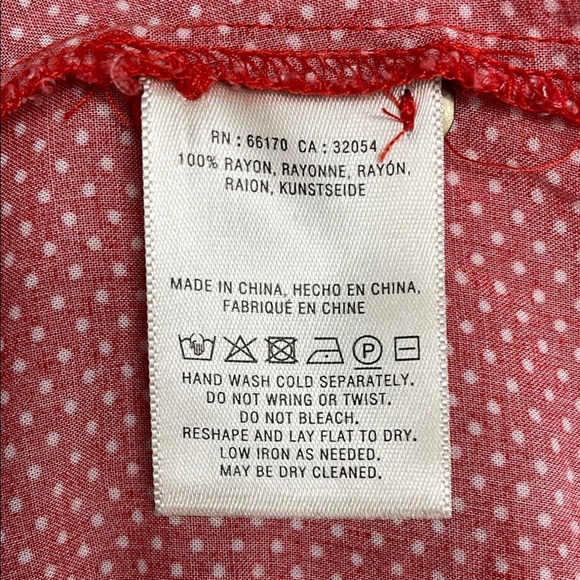 RN : 66170 CA : 32054
100% RAYON, RAYONNE, RAYÓN,
RAION, KUNSTSEIDE
MADE IN CHINA, HECHO EN CHINA,
FABRIQUÉ EN CHINE
P
HAND WASH COLD SEPARATELY.
DO NOT WRING OR TWIST.
DO NOT BLEACH.
RESHAPE AND LAY FLAT TO DRY.
LOW IRON AS NEEDED.
MAY BE DRY CLEANED.